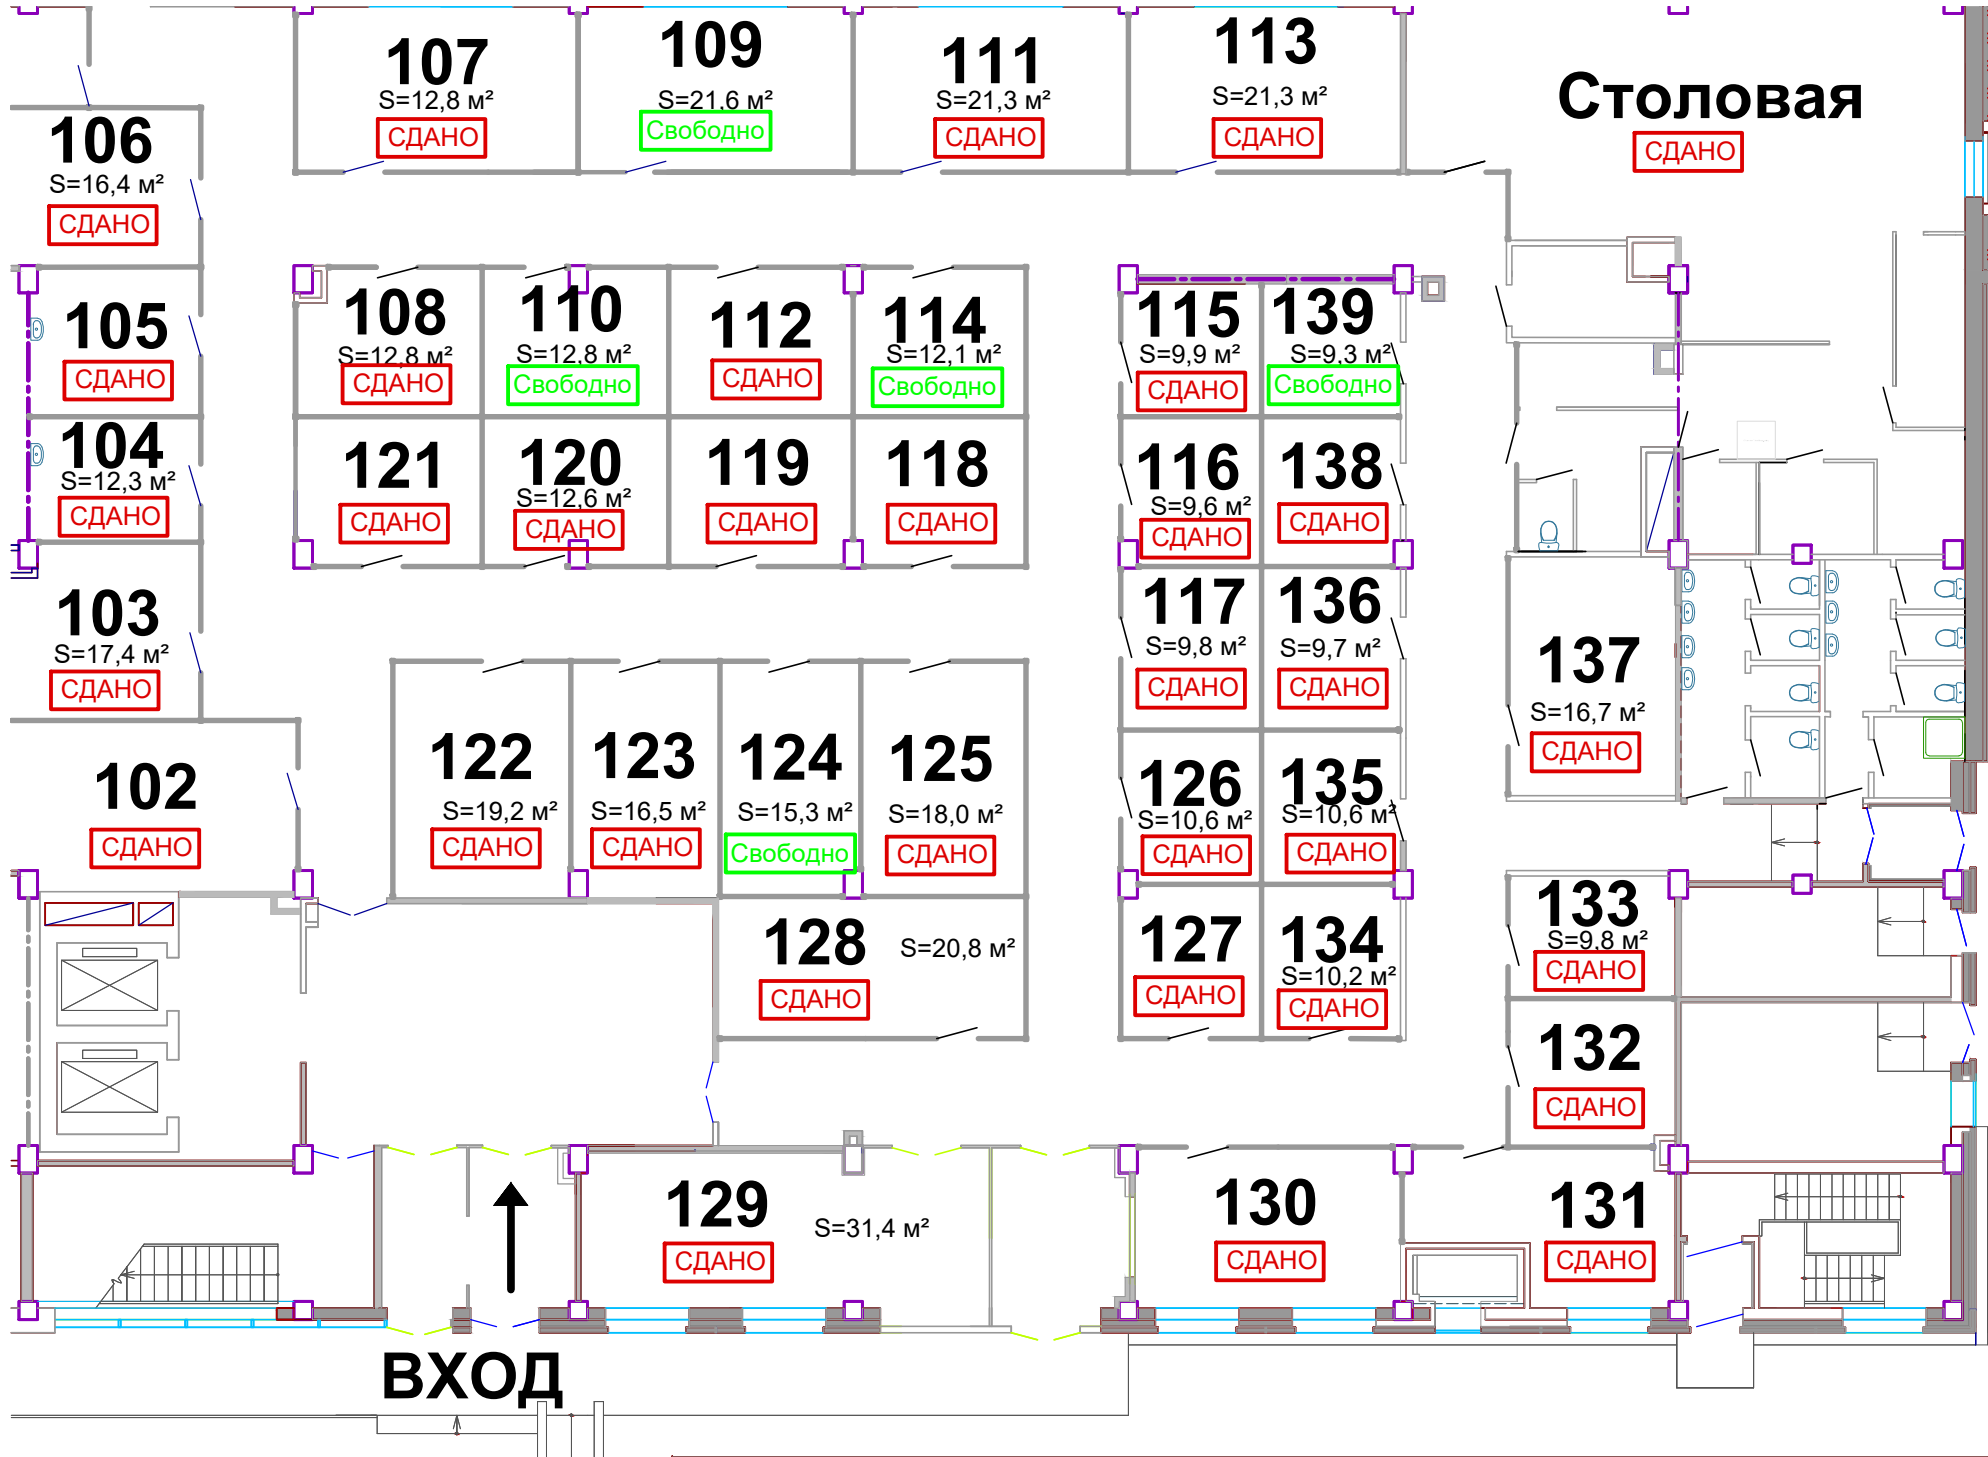 107
S=12,8 м²
СДАНО
109
S=21,6 м²
Свободно
111
S=21,3 м²
СДАНО
113
S=21,3 м²
СДАНО
Столовая
СДАНО
106
S=16,4 м²
СДАНО
105
СДАНО
108
S=12,8 м²
СДАНО
110
S=12,8 м²
Свободно
112
СДАНО
114
S=12,1 м²
Свободно
115
S=9,9 м²
СДАНО
139
S=9,3 м²
Свободно
104
S=12,3 м²
СДАНО
121
СДАНО
120
S=12,6 м²
СДАНО
119
СДАНО
118
СДАНО
116
S=9,6 м²
СДАНО
138
СДАНО
103
S=17,4 м²
СДАНО
117
S=9,8 м²
СДАНО
136
S=9,7 м²
СДАНО
137
S=16,7 м²
СДАНО
102
СДАНО
122
S=19,2 м²
СДАНО
123
S=16,5 м²
СДАНО
124
S=15,3 м²
Свободно
125
S=18,0 м²
СДАНО
126
S=10,6 м²
СДАНО
135
S=10,6 м²
СДАНО
128
S=20,8 м²
СДАНО
127
СДАНО
134
S=10,2 м²
СДАНО
133
S=9,8 м²
СДАНО
132
СДАНО
129
S=31,4 м²
СДАНО
130
СДАНО
131
СДАНО
ВХОД